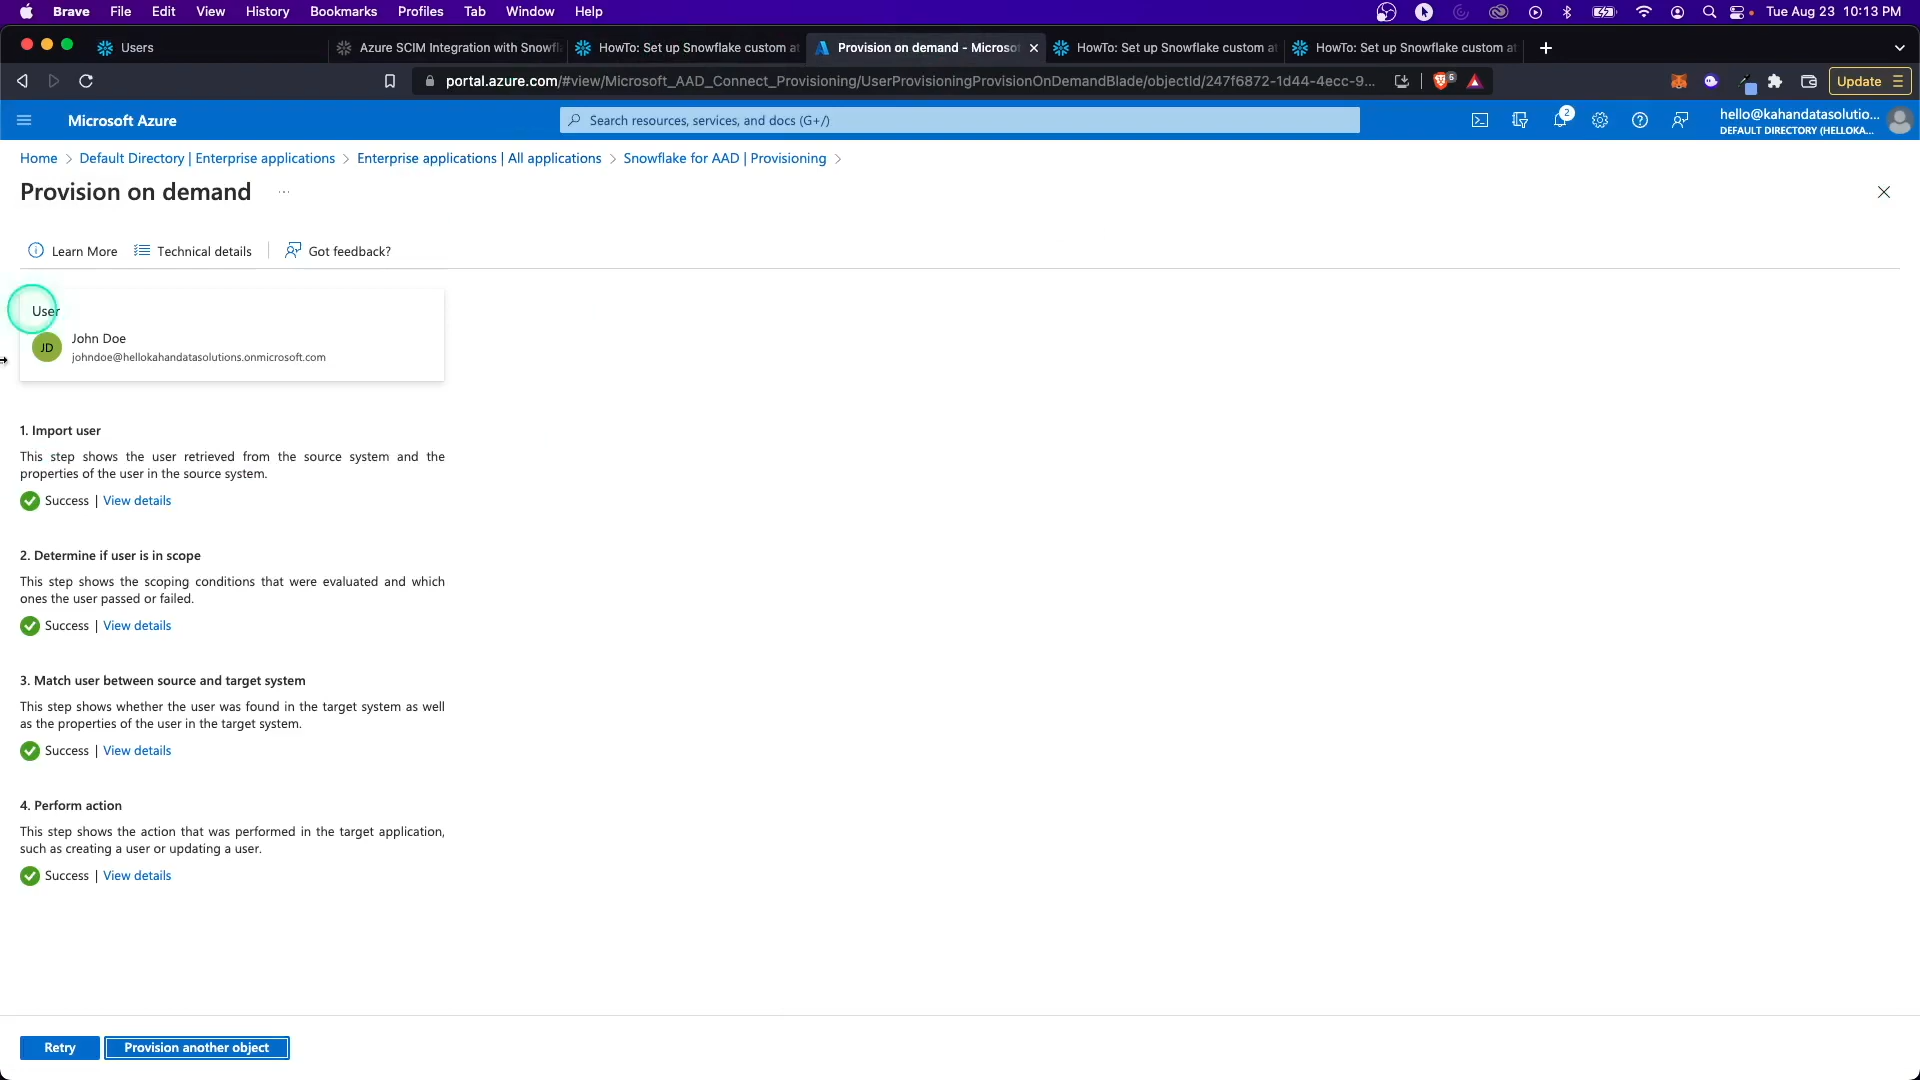 Brave File Edit View History Bookmarks Profiles Tab Window Help Tue Aug 23 10:13 PM
Users Azure SCIM Integration with Snowfl HowTo: Set up Snowflake custom at Provision on demand - Microso HowTo: Set up Snowflake custom at HowTo: Set up Snowflake custom at
portal.azure.com/#view/Microsoft_AAD_Connect_Provisioning/UserProvisioningProvisionOnDemandBlade/objectId/247f6872-1d44-4ecc-9... 5 Update
Microsoft Azure Search resources, services, and docs (G+/) 2 hello@kahandatasolutio...
DEFAULT DIRECTORY (HELLOKA...
Home > Default Directory | Enterprise applications > Enterprise applications | All applications > Snowflake for AAD | Provisioning >
Provision on demand ...
Learn More Technical details Got feedback?
User
JD John Doe
johndoe@hellokahandatasolutions.onmicrosoft.com
1. Import user
This step shows the user retrieved from the source system and the
properties of the user in the source system.
Success | View details
2. Determine if user is in scope
This step shows the scoping conditions that were evaluated and which
ones the user passed or failed.
Success | View details
3. Match user between source and target system
This step shows whether the user was found in the target system as well
as the properties of the user in the target system.
Success | View details
4. Perform action
This step shows the action that was performed in the target application,
such as creating a user or updating a user.
Success | View details
Retry Provision another object